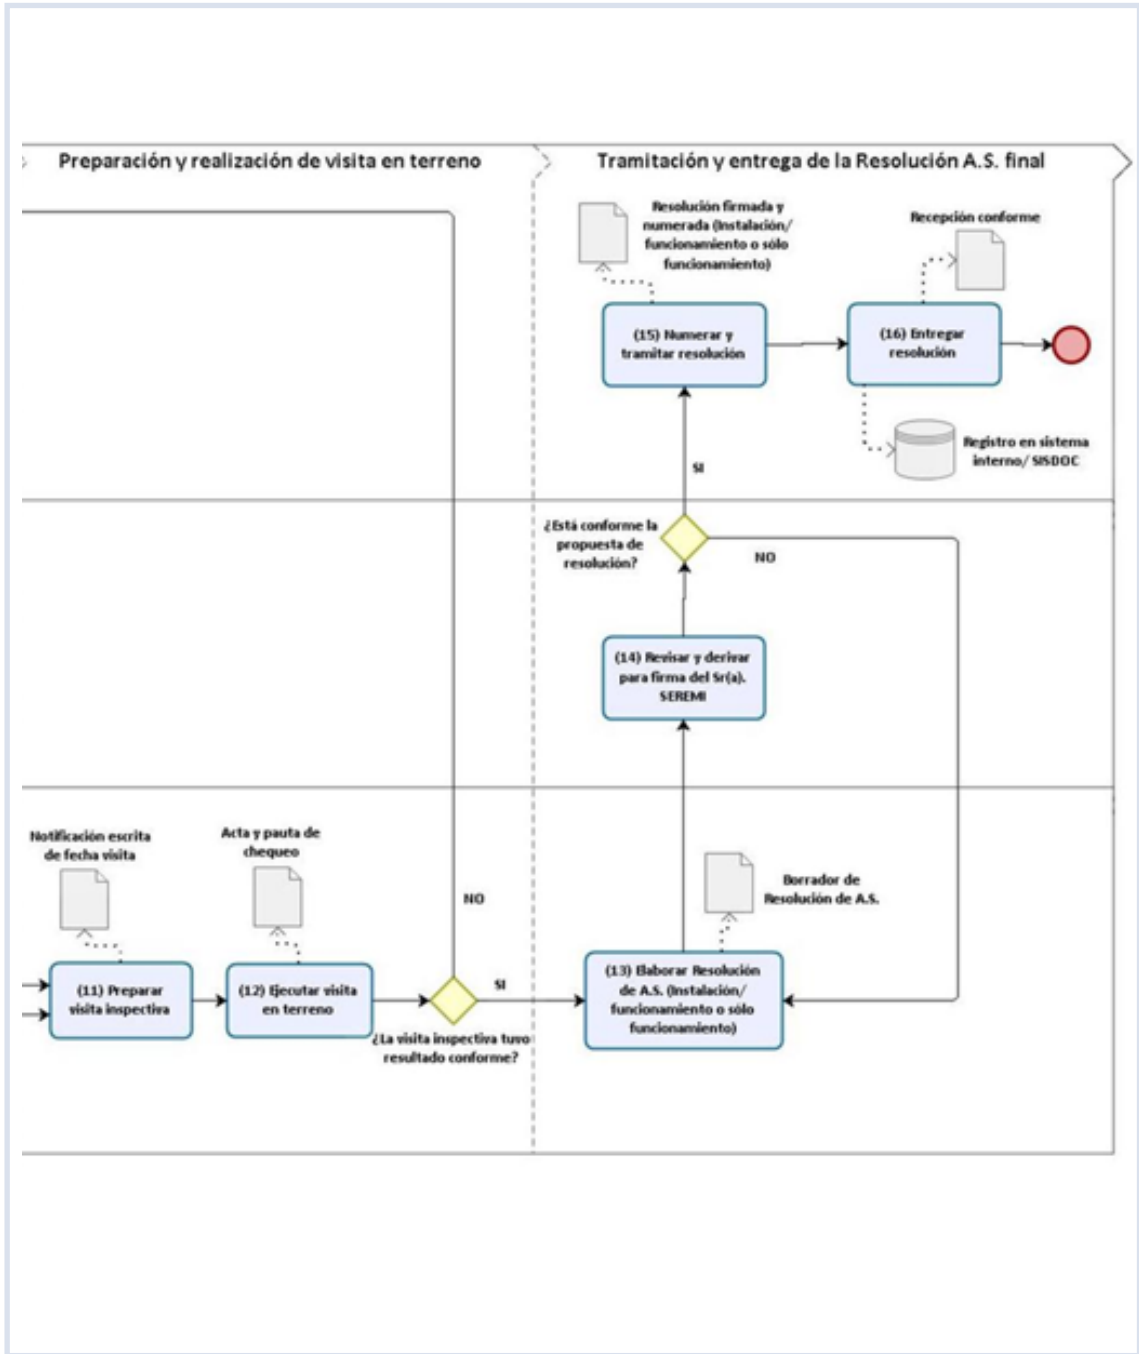 Preparación y realización de visita en terreno
Tramitación y entrega de la Resolución A.S. final
Resolución firmada y
numerada (Instalación/
funcionamiento o sólo
funcionamiento)
Recepción conforme
(15) Numerar y
tramitar resolución
(16) Entregar
resolución
Registro en sistema
interno/ SISDOC
SI
¿Está conforme la
propuesta de
resolución?
NO
(14) Revisar y derivar
para firma del Sr(a).
SEREMI
Notificación escrita
de fecha visita
Acta y pauta de
chequeo
NO
Borrador de
Resolución de A.S.
(11) Preparar
visita inspectiva
(12) Ejecutar visita
en terreno
SI
¿La visita inspectiva tuvo
resultado conforme?
(13) Elaborar Resolución
de A.S. (Instalación/
funcionamiento o sólo
funcionamiento)